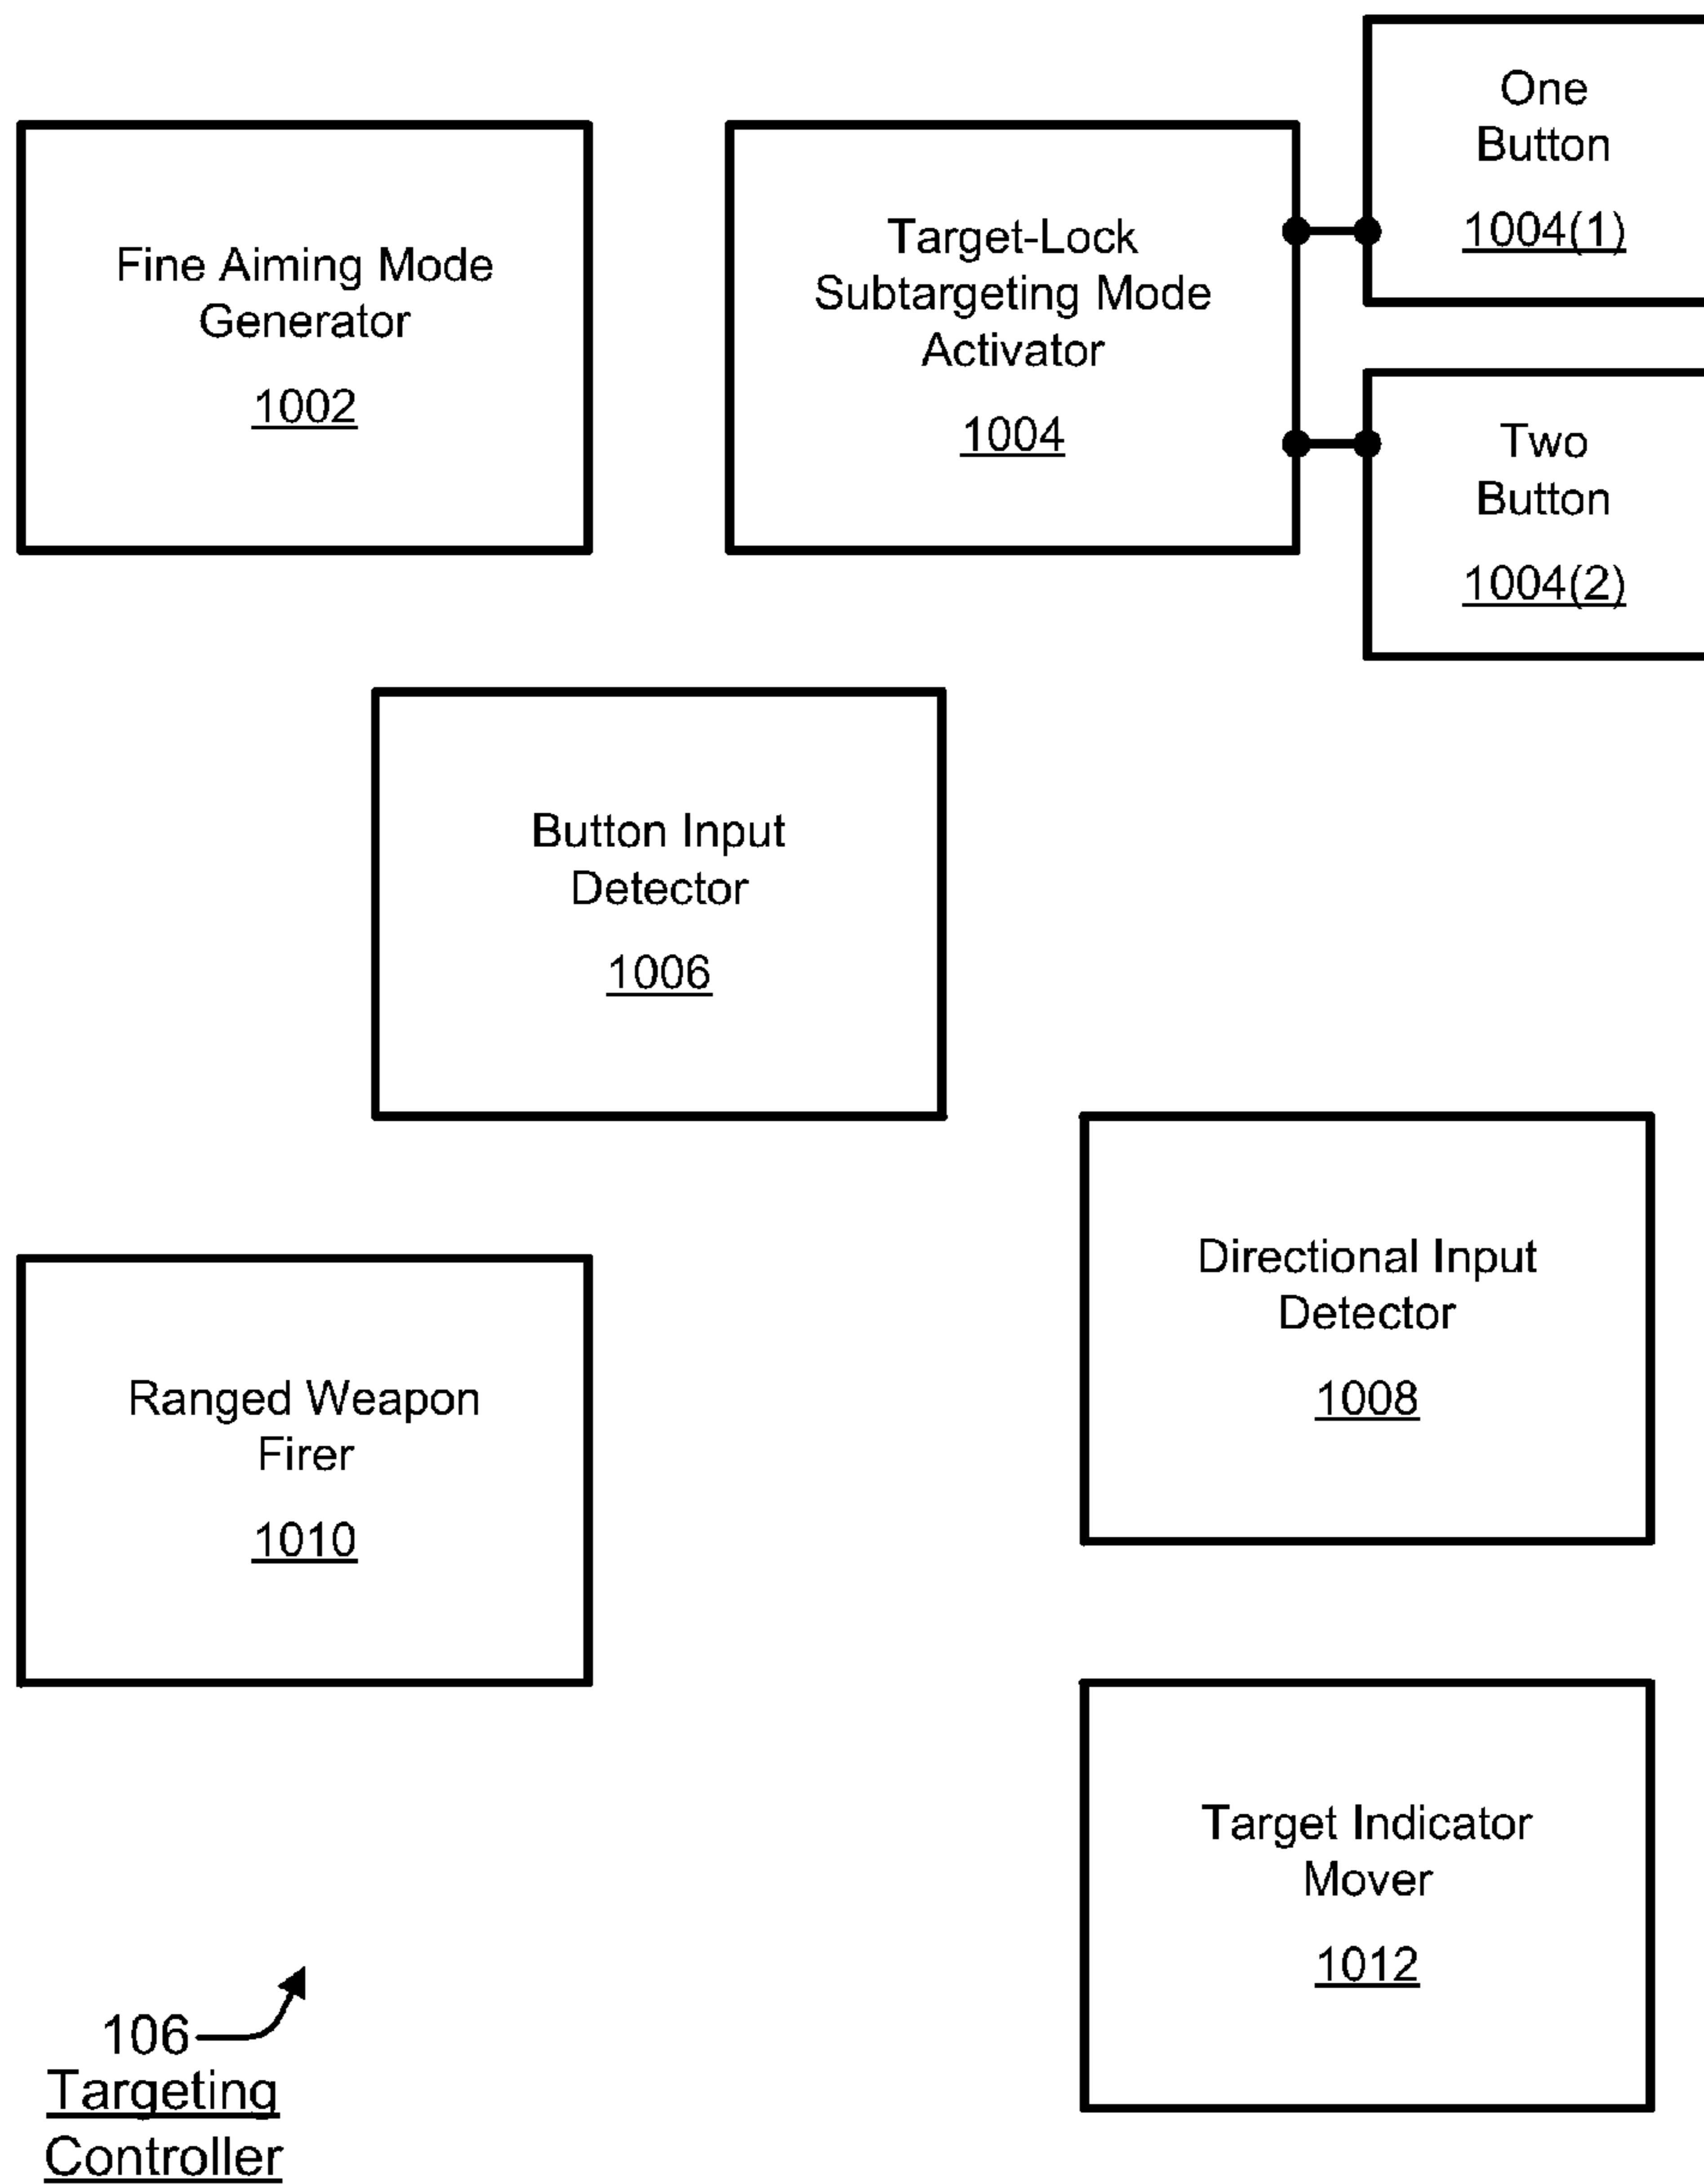 One
Button
1004(1)
Fine Aiming Mode
Generator
1002
Target-Lock
Subtargeting Mode
Activator
1004
Two
Button
1004(2)
Button Input
Detector
1006
Directional Input
Detector
1008
Ranged Weapon
Firer
1010
Target Indicator
Mover
1012
106
Targeting
Controller